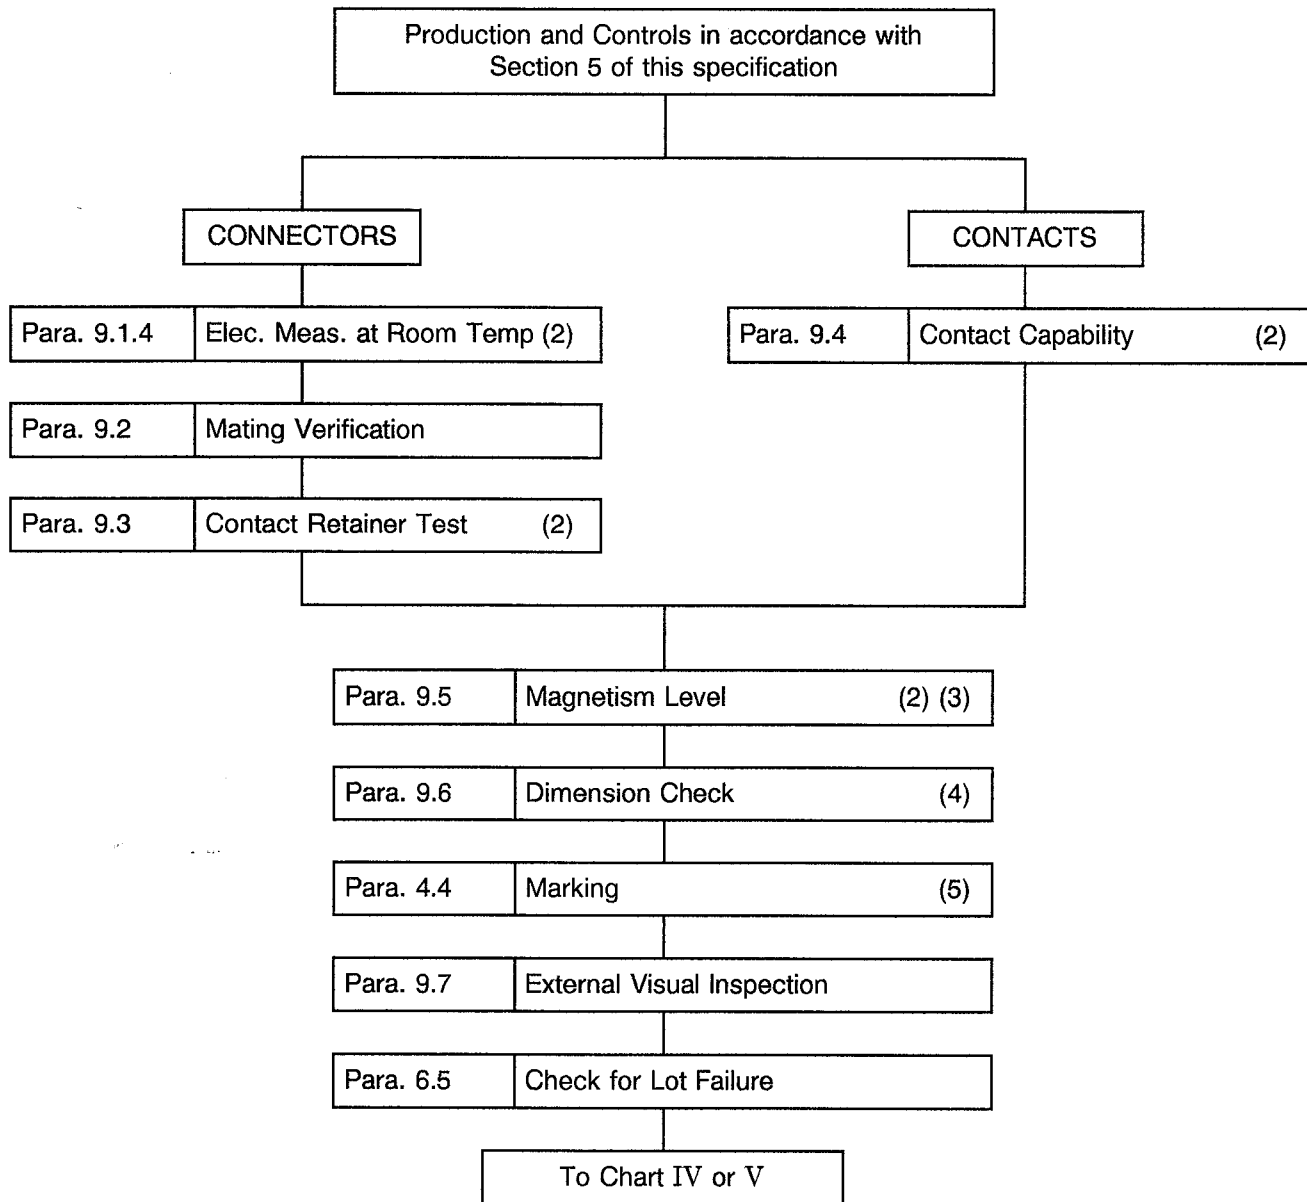 Production and Controls in accordance with
Section 5 of this specification
CONNECTORS
CONTACTS
Para. 9.1.4 Elec. Meas. at Room Temp (2)
Para. 9.4 Contact Capability (2)
Para. 9.2 Mating Verification
Para. 9.3 Contact Retainer Test (2)
Para. 9.5 Magnetism Level (2) (3)
Para. 9.6 Dimension Check (4)
Para. 4.4 Marking (5)
Para. 9.7 External Visual Inspection
Para. 6.5 Check for Lot Failure
To Chart IV or V